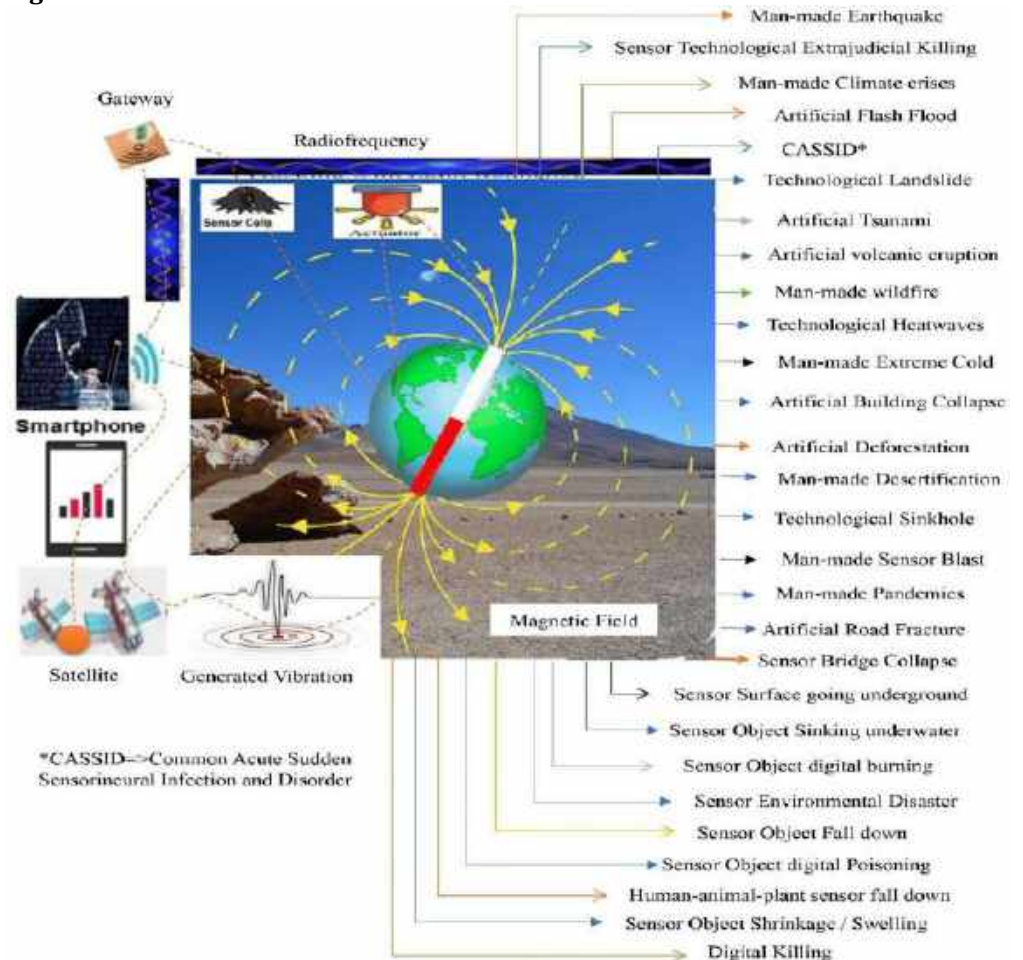 Man-made Earthquake
Sensor Technological Extrajudicial Killing
Man-made Climate crises
Gateway
Artificial Flash Flood
Radiofrequency
CASSID*
Technological Landslide
Sensor Cells
Actuator
Artificial Tsunami
Artificial volcanic eruption
Man-made wildfire
Technological Heatwaves
Man-made Extreme Cold
Artificial Building Collapse
Smartphone
Artificial Deforestation
Man-made Desertification
Technological Sinkhole
Man-made Sensor Blast
Man-made Pandemics
Magnetic Field
Artificial Road Fracture
Sensor Bridge Collapse
Satellite
Generated Vibration
Sensor Surface going underground
Sensor Object Sinking underwater
*CASSID=>Common Acute Sudden
Sensorineural Infection and Disorder
Sensor Object digital burning
Sensor Environmental Disaster
Sensor Object Fall down
Sensor Object digital Poisoning
Human-animal-plant sensor fall down
Sensor Object Shrinkage / Swelling
Digital Killing